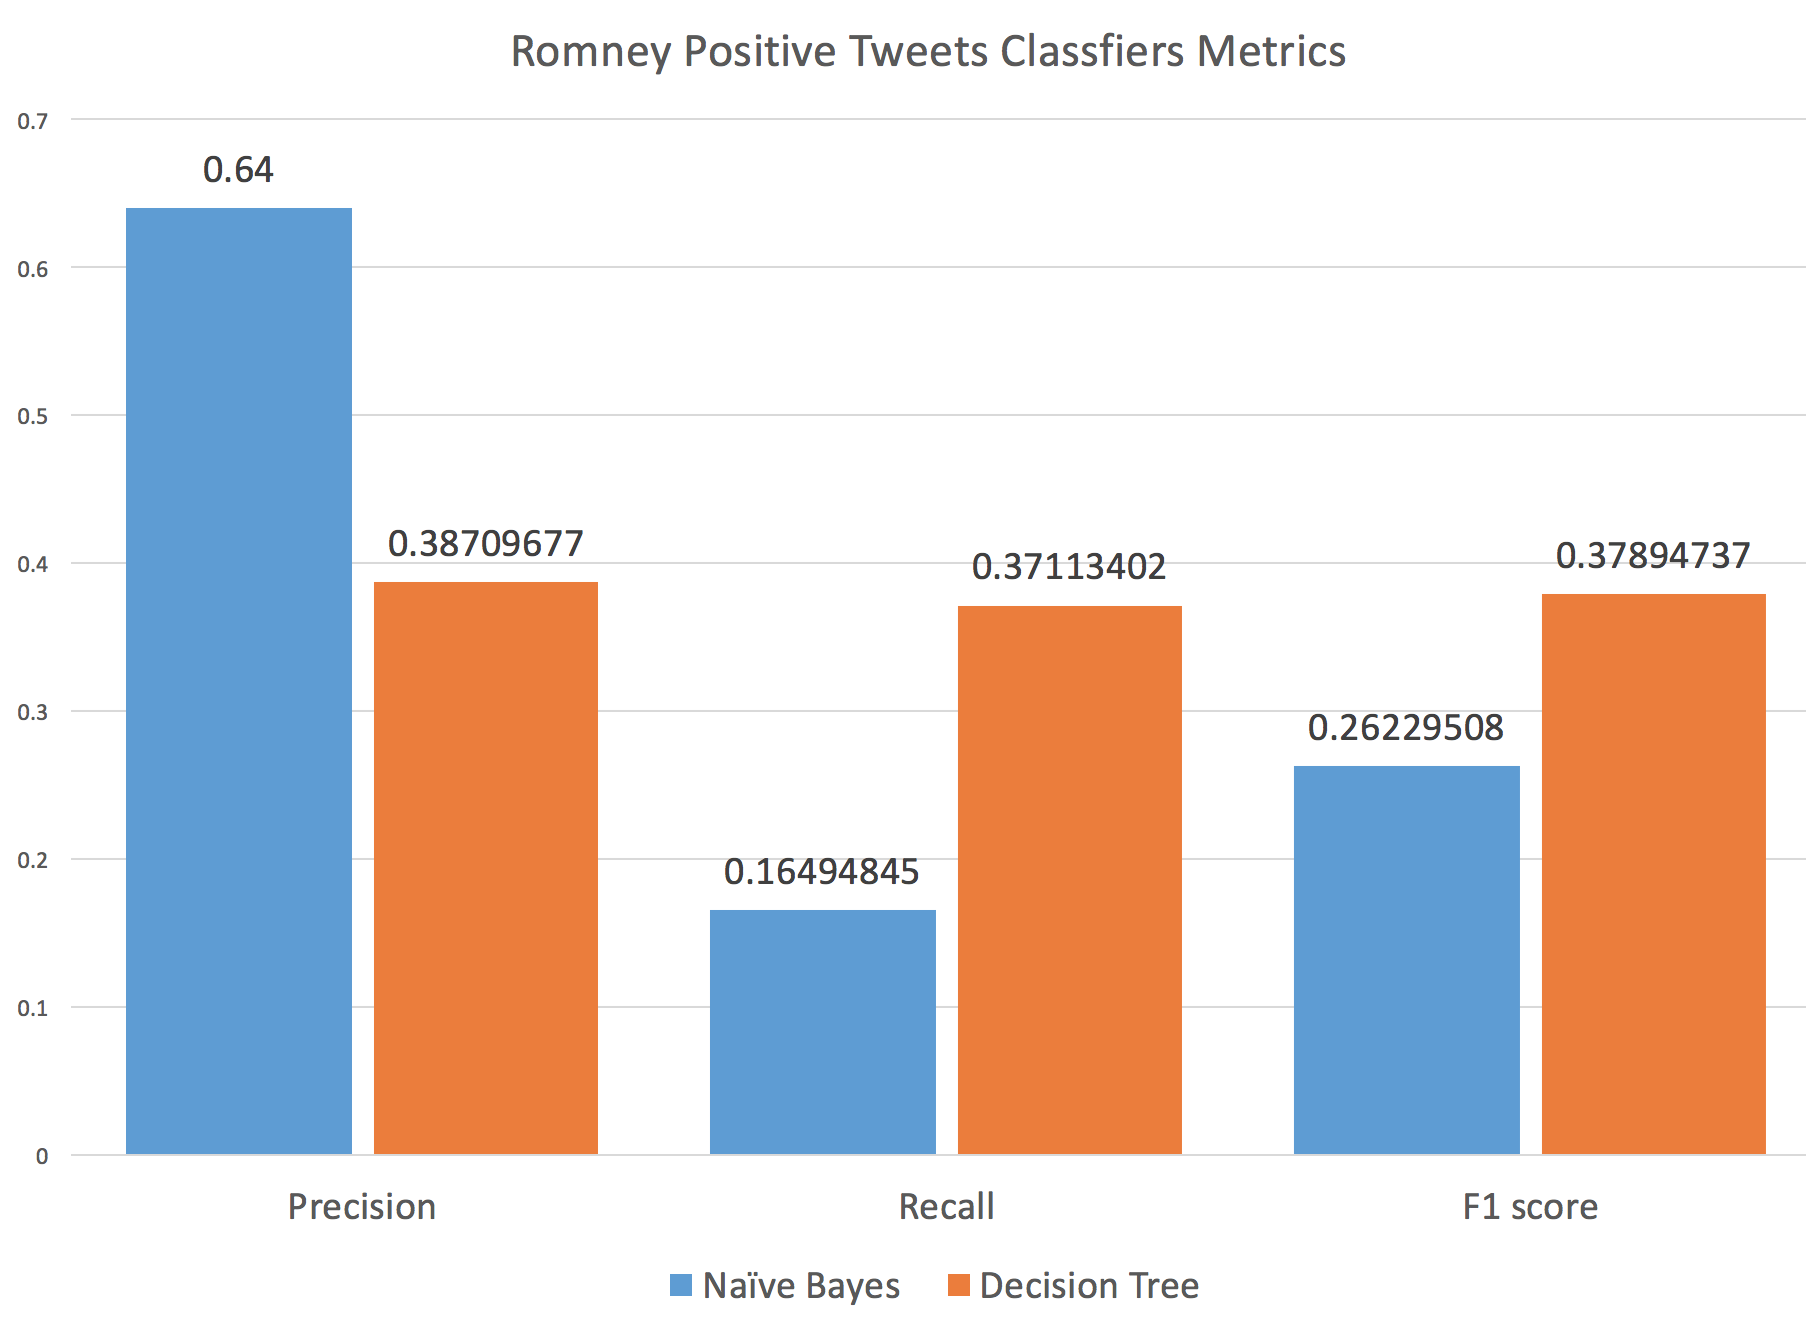 Romney Positive Tweets Classfiers Metrics
0.7
0.6
0.5
0.4
0.3
0.2
0.1
0
0.64
0.38709677
0.16494845
0.37113402
0.26229508
0.37894737
Precision
Recall
F1 score
Naïve Bayes
Decision Tree